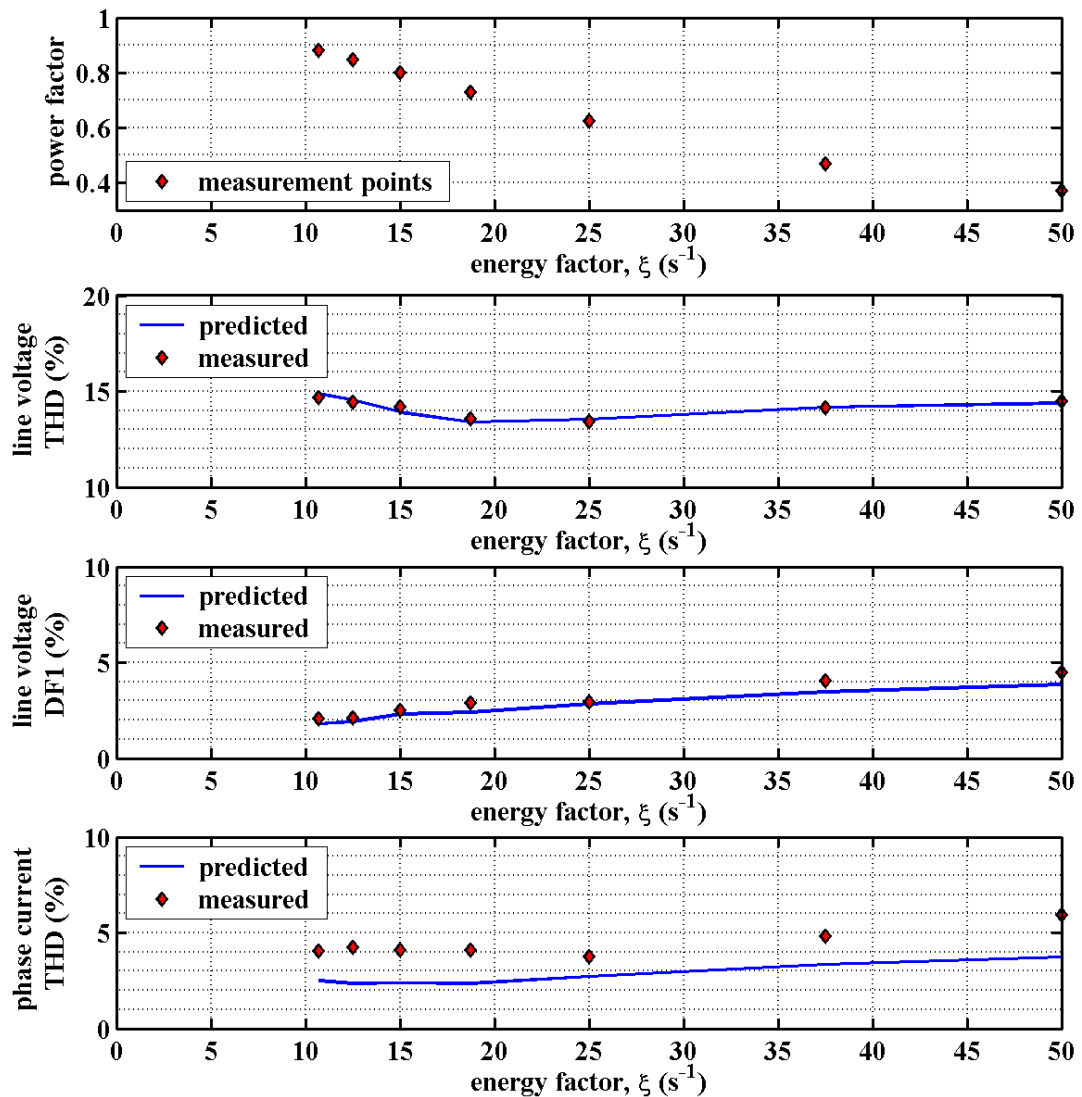 power factor
1
0.8
0.6
0.4
measurement points
0 5 10 15 20 25 30 35 40 45 50
energy factor, ξ (s⁻¹)
line voltage
THD (%)
20
15
10
predicted
measured
0 5 10 15 20 25 30 35 40 45 50
energy factor, ξ (s⁻¹)
line voltage
DF1 (%)
10
5
0
predicted
measured
0 5 10 15 20 25 30 35 40 45 50
energy factor, ξ (s⁻¹)
phase current
THD (%)
10
5
0
predicted
measured
0 5 10 15 20 25 30 35 40 45 50
energy factor, ξ (s⁻¹)